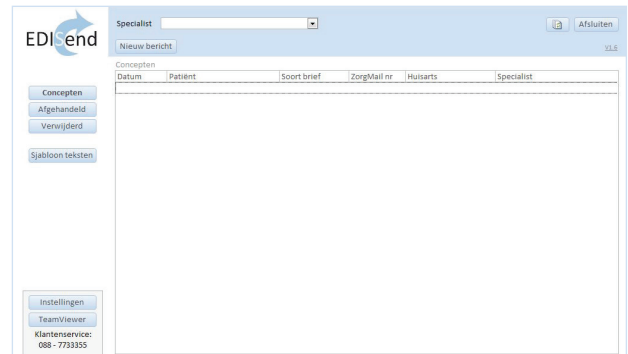 EDISend
Specialist
Afsluiten
Nieuw bericht
v1.6
Concepten
Datum Patiënt Soort brief ZorgMail nr Huisarts Specialist
Concepten
Afgehandeld
Verwijderd
Sjabloon teksten
Instellingen
TeamViewer
Klantenservice:
088 - 7733355